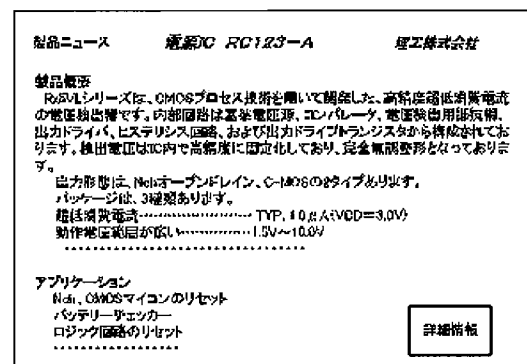 製品ニュース 電源IC RC123-A 理工株式会社
製品概要
シリーズは、CMOSプロセス技術を用いて開発した、高精度超低消費電流
の電圧検出器です。内部回路は基準電圧源、コンパレータ、電圧検出用抵抗網、
出力ドライバ、ヒステリシス回路、および出力ドライブトランジスタから構成されてお
ります。検出電圧はIC内で高精度に固定化しており、完全無調整形となっておりま
す。
出力形態は、Nchオープンドレイン、C-MOSの2タイプあります。
パッケージは、3種類あります。
超低消費電流·················· TYP. 1.0μA(VDD=3.0V)
動作電圧範囲が広い··············1.5V～10.0V
·································
アプリケーション
Nch、CMOSマイコンのリセット
バッテリーチェッカー
ロジック回路のリセット
··················
詳細情報